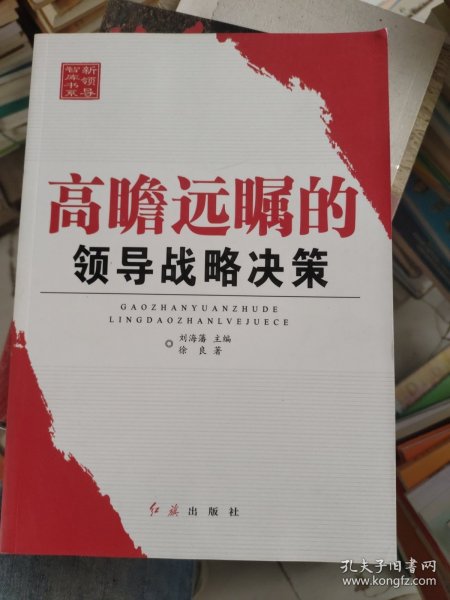 新领导
智库书系
高瞻远瞩的
领导战略决策
GAOZHANYUANZHUDE
LINGDAOZHANLVEJUECE
刘海藩 主编
徐 良 著
红旗出版社
孔夫子旧书网
www.kongfz.com